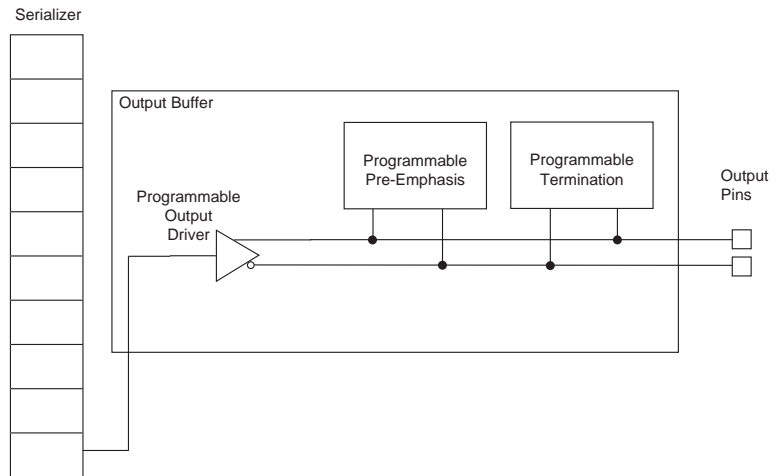 Serializer
Output Buffer
Programmable
Pre-Emphasis
Programmable
Termination
Output
Pins
Programmable
Output
Driver